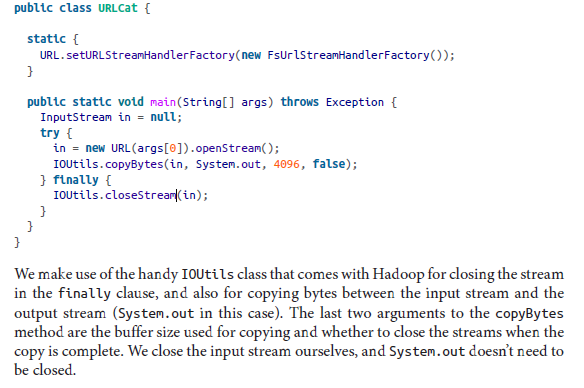 public class URLCat {
static {
URL.setURLStreamHandlerFactory(new FsUrlStreamHandlerFactory());
}
public static void main(String[] args) throws Exception {
InputStream in = null;
try {
in = new URL(args[0]).openStream();
IOUtils.copyBytes(in, System.out, 4096, false);
} finally {
IOUtils.closeStream(in);
}
}
}
We make use of the handy IOUtils class that comes with Hadoop for closing the stream
in the finally clause, and also for copying bytes between the input stream and the
output stream (System.out in this case). The last two arguments to the copyBytes
method are the buffer size used for copying and whether to close the streams when the
copy is complete. We close the input stream ourselves, and System.out doesn’t need to
be closed.